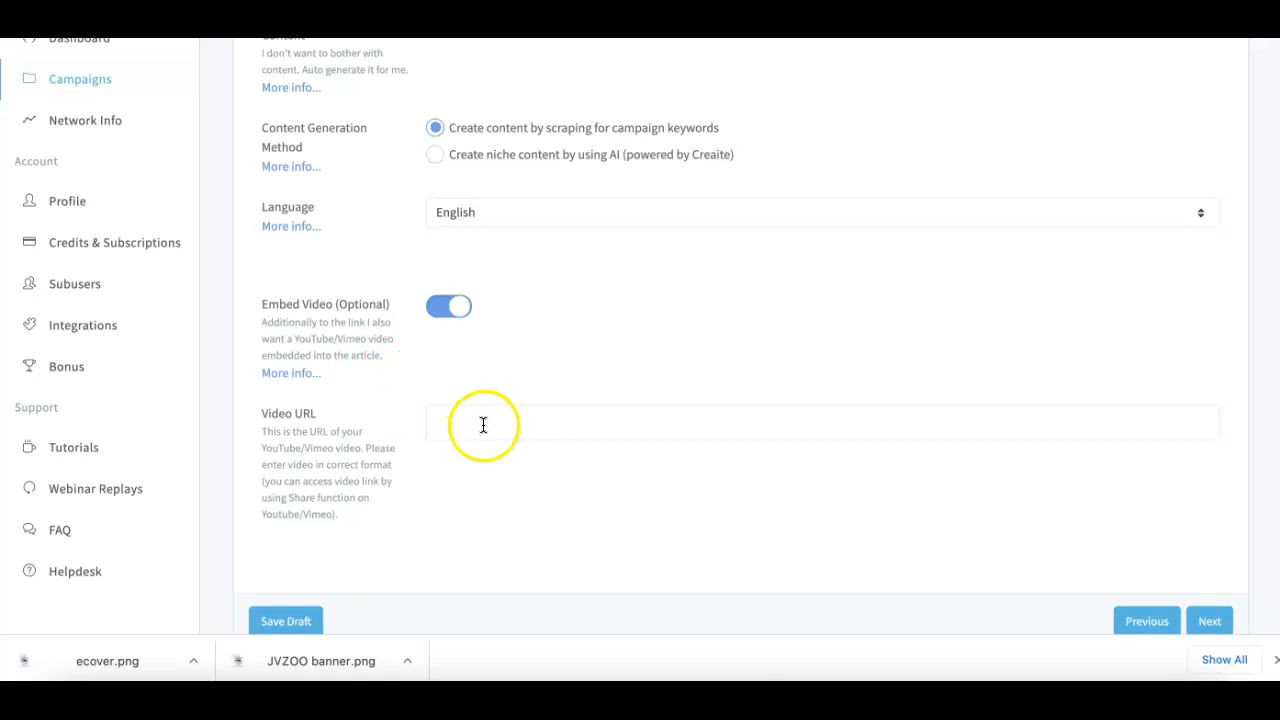 Dashboard
Campaigns
Network Info
Account
Profile
Credits & Subscriptions
Subusers
Integrations
Bonus
Support
Tutorials
Webinar Replays
FAQ
Helpdesk
Content
I don't want to bother with
content. Auto generate it for me.
More info...
Content Generation
Method
More info...
Create content by scraping for campaign keywords
Create niche content by using AI (powered by Creaite)
Language
More info...
English
Embed Video (Optional)
Additionally to the link I also
want a YouTube/Vimeo video
embedded into the article.
More info...
Video URL
This is the URL of your
YouTube/Vimeo video. Please
enter video in correct format
(you can access video link by
using Share function on
Youtube/Vimeo).
Save Draft
Previous
Next
ecover.png
JVZOO banner.png
Show All